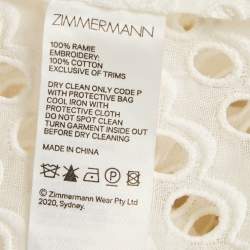 ZIMMERMANN
100% RAMIE
EMBROIDERY:
100% COTTON
EXCLUSIVE OF TRIMS
DRY CLEAN ONLY CODE P
WITH PROTECTIVE BAG
COOL IRON WITH
PROTECTIVE CLOTH
DO NOT SOAK
TURN GARMENT INSIDE OUT
BEFORE DRY CLEANING
MADE IN CHINA
P
© Zimmermann Wear Pty Ltd
2020, Sydney.